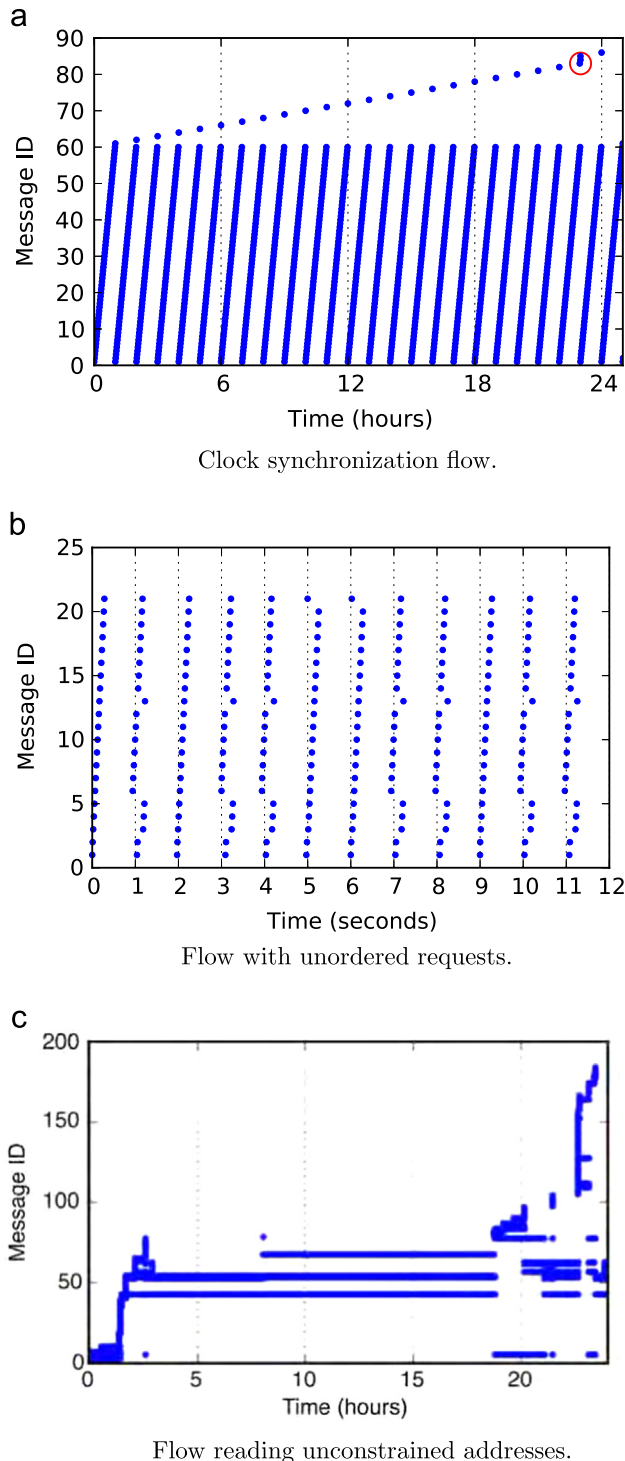 a
90
80
70
60
50
40
30
20
10
0
Message ID
0 6 12 18 24
Time (hours)
Clock synchronization flow.
b
25
20
15
10
5
0
Message ID
0 1 2 3 4 5 6 7 8 9 10 11 12
Time (seconds)
Flow with unordered requests.
c
200
150
100
50
0
Message ID
0 5 10 15 20
Time (hours)
Flow reading unconstrained addresses.